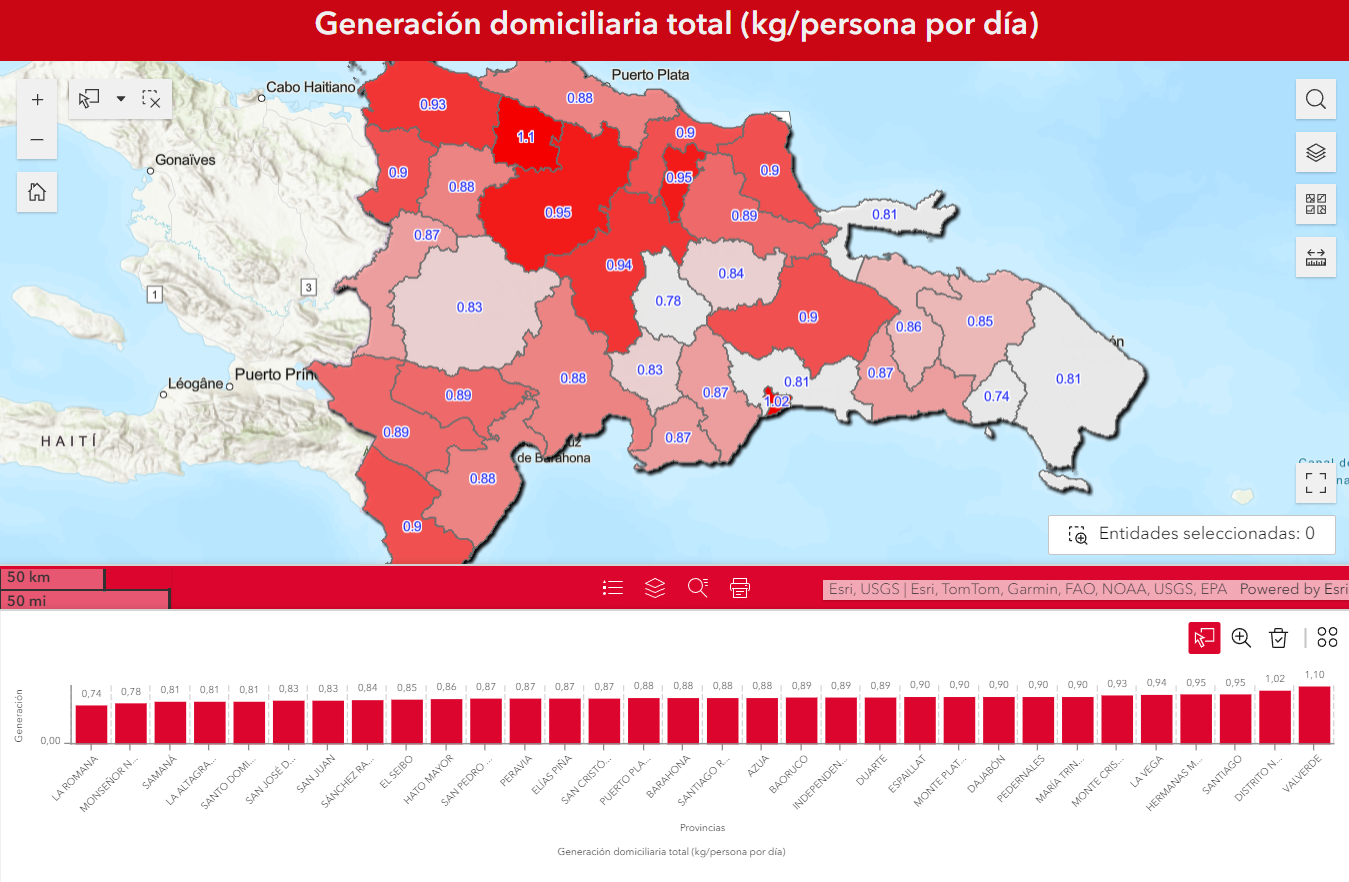 Generación domiciliaria total (kg/persona por día)
Puerto Plata
Cabo Haitiano
0.93
0.88
1.1
0.9
Gonaïves
0.9
0.88
0.95
0.9
0.95
0.89
0.81
0.87
0.94
0.84
0.83
0.78
0.9
0.86
0.85
1
3
ón
Puerto Prín
Léogâne
0.88
0.83
0.87
0.81
0.87
0.81
0.89
1.02
0.74
HAITÍ
0.89
0.87
uz
de Barahona
0.88
0.9
Canal de
na
Entidades seleccionadas: 0
50 km
50 mi
Esri, USGS | Esri, TomTom, Garmin, FAO, NOAA, USGS, EPA Powered by Esri
Generación
0,74 0,78 0,81 0,81 0,81 0,83 0,83 0,84 0,85 0,86 0,87 0,87 0,87 0,87 0,88 0,88 0,88 0,88 0,89 0,89 0,89 0,90 0,90 0,90 0,90 0,90 0,93 0,94 0,95 0,95 1,02 1,10
0,00
LA ROMANA
MONSEÑOR N...
SAMANÁ
LA ALTAGRA...
SANTO DOMI...
SAN JOSÉ D...
SAN JUAN
SÁNCHEZ RA...
EL SEIBO
HATO MAYOR
SAN PEDRO ...
PERAVIA
ELÍAS PIÑA
SAN CRISTÓ...
PUERTO PLA...
BARAHONA
SANTIAGO R...
AZUA
BAORUCO
INDEPENDEN...
DUARTE
ESPAILLAT
MONTE PLAT...
DAJABÓN
PEDERNALES
MARÍA TRIN...
MONTE CRIS...
LA VEGA
HERMANAS M...
SANTIAGO
DISTRITO N...
VALVERDE
Provincias
Generación domiciliaria total (kg/persona por día)